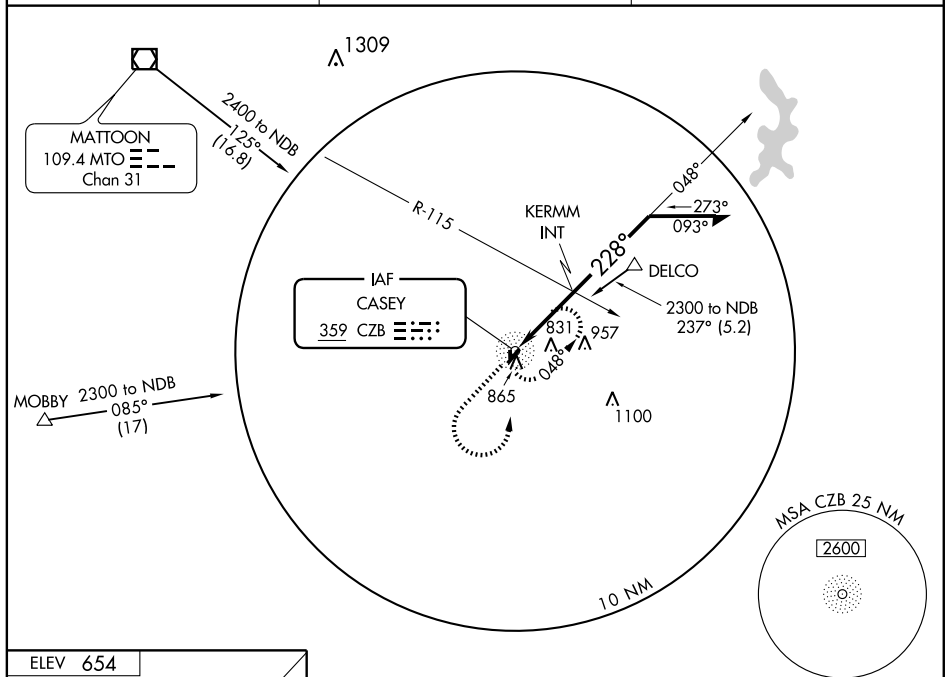 1309
MATTOON
109.4 MTO
Chan 31
2400 to NDB
125°
(16.8)
R-115
048°
273°
093°
KERMM
INT
228°
DELCO
2300 to NDB
237° (5.2)
IAF
CASEY
359 CZB
831
957
048°
865
1100
MOBBY 2300 to NDB
085°
(17)
10 NM
MSA CZB 25 NM
2600
ELEV 654